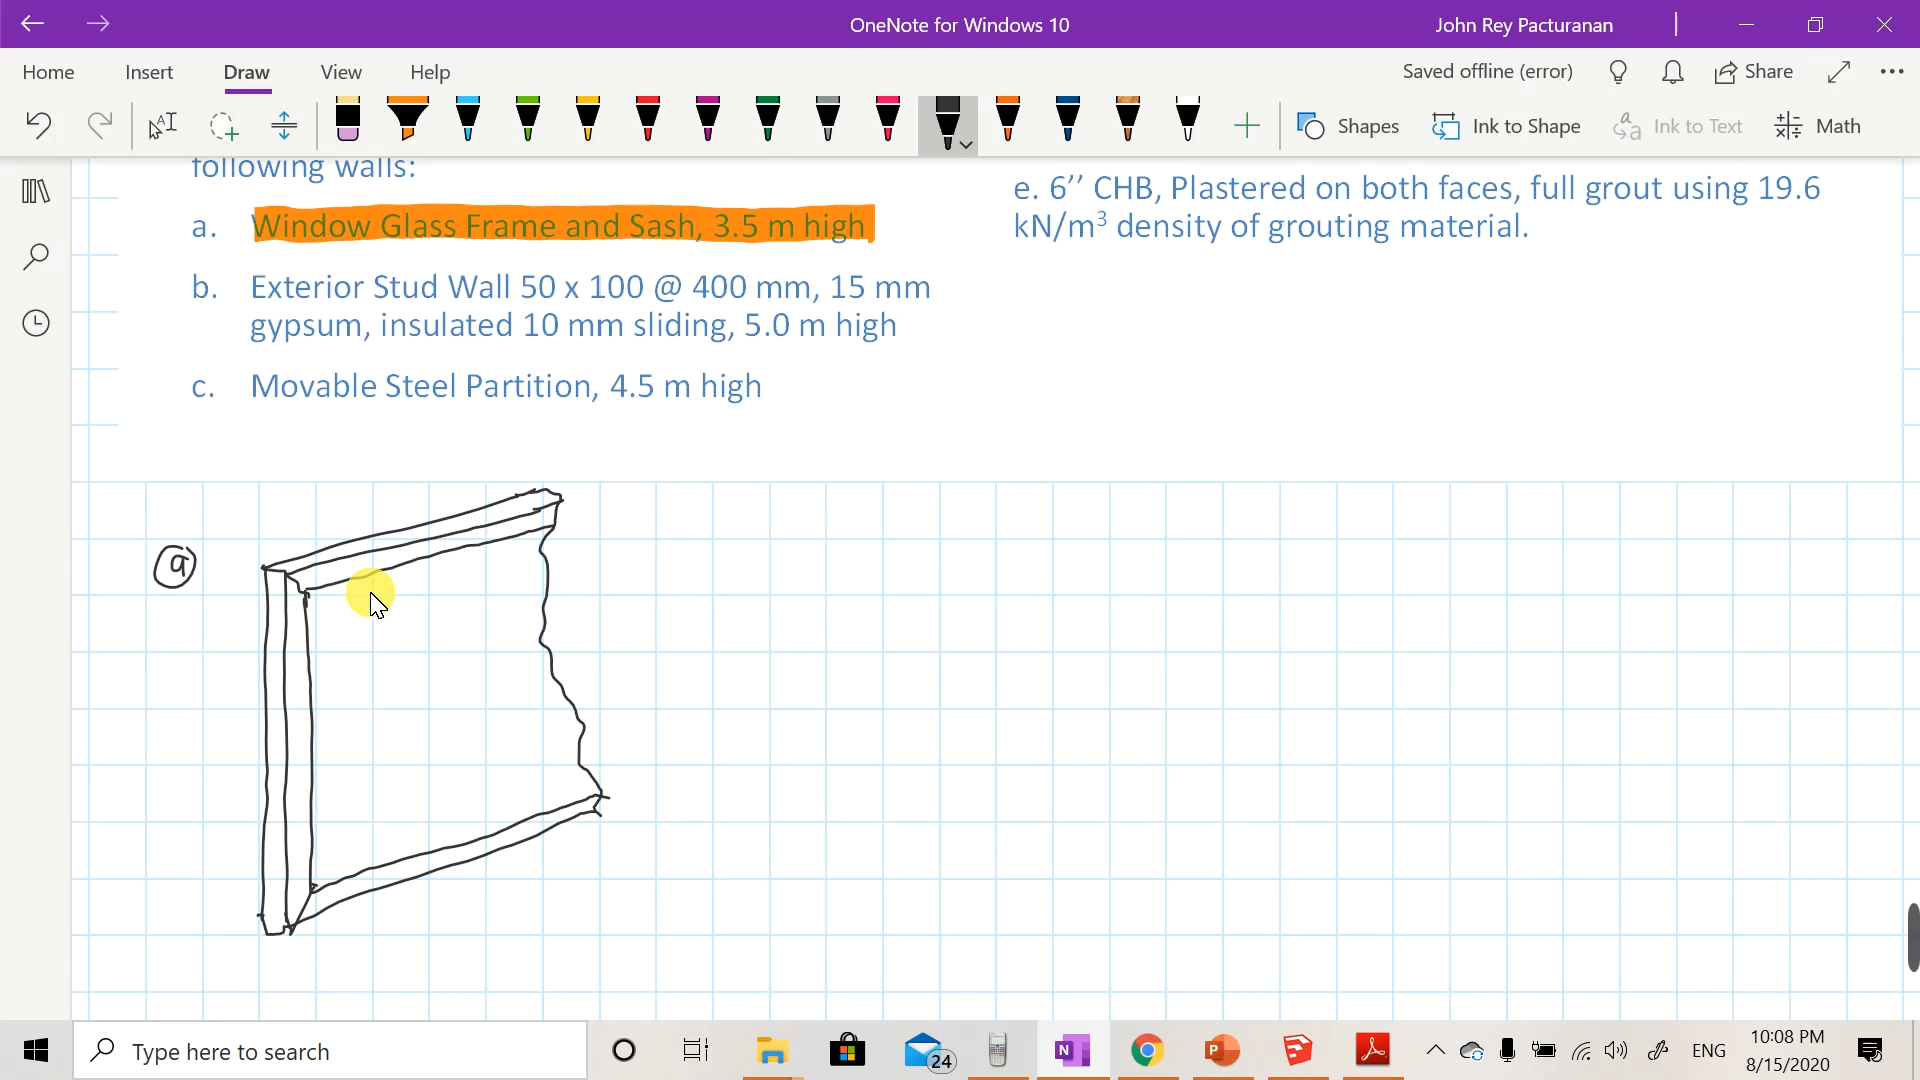 OneNote for Windows 10
John Rey Pacturanan
Home Insert Draw View Help
Saved offline (error)
Share
Shapes
Ink to Shape
Ink to Text
Math
following walls:
a. Window Glass Frame and Sash, 3.5 m high
b. Exterior Stud Wall 50 x 100 @ 400 mm, 15 mm
gypsum, insulated 10 mm sliding, 5.0 m high
c. Movable Steel Partition, 4.5 m high
e. 6’’ CHB, Plastered on both faces, full grout using 19.6
kN/m³ density of grouting material.
a
Type here to search
24
ENG
10:08 PM
8/15/2020